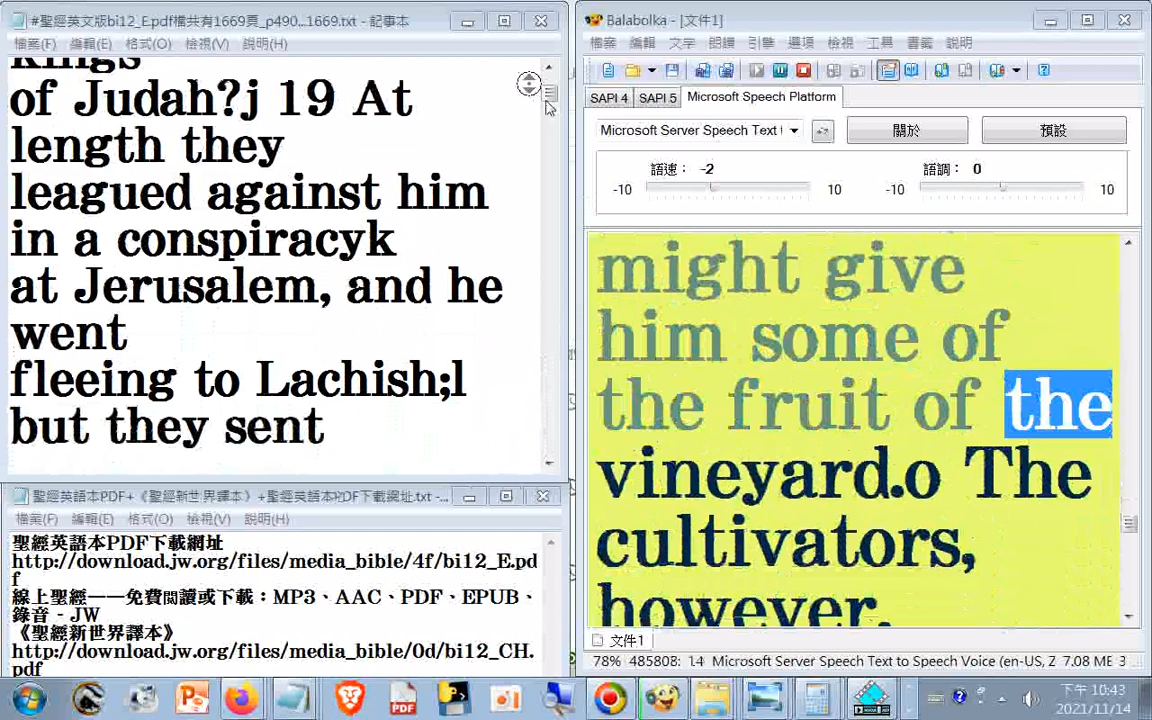 #聖經英文版bi12_E.pdf檔共有1669頁_p490...1669.txt - 記事本
檔案(F) 編輯(E) 格式(O) 檢視(V) 說明(H)
kings
of Judah?j 19 At
length they
leagued against him
in a conspiracyk
at Jerusalem, and he
went
fleeing to Lachish;l
but they sent
聖經英語本PDF+《聖經新世界譯本》+聖經英語本PDF下載網址.txt - ...
檔案(F) 編輯(E) 格式(O) 檢視(V) 說明(H)
聖經英語本PDF下載網址
http://download.jw.org/files/media_bible/4f/bi12_E.pd
f
線上聖經——免費閱讀或下載：MP3、AAC、PDF、EPUB、
錄音 - JW
《聖經新世界譯本》
http://download.jw.org/files/media_bible/0d/bi12_CH.
pdf
Balabolka - [文件1]
檔案 編輯 文字 朗讀 引擎 選項 檢視 工具 書籤 說明
SAPI 4 SAPI 5 Microsoft Speech Platform
Microsoft Server Speech Text 關於 預設
語速： -2 語調： 0
-10 10 -10 10
might give
him some of
the fruit of the
vineyard.o The
cultivators,
however,
文件1
78% 485808: 14 Microsoft Server Speech Text to Speech Voice (en-US, Z 7.08 ME 3
PDF
下午 10:43
2021/11/14